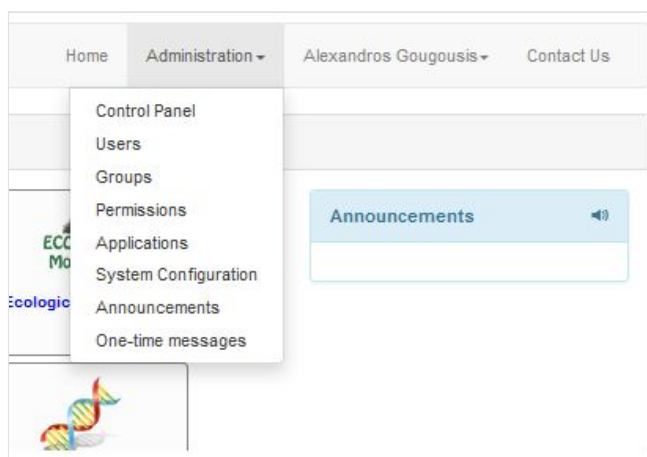 Home Administration Alexandros Gougousis Contact Us
Control Panel
Users
Groups
Permissions
Applications
System Configuration
Announcements
One-time messages
Announcements